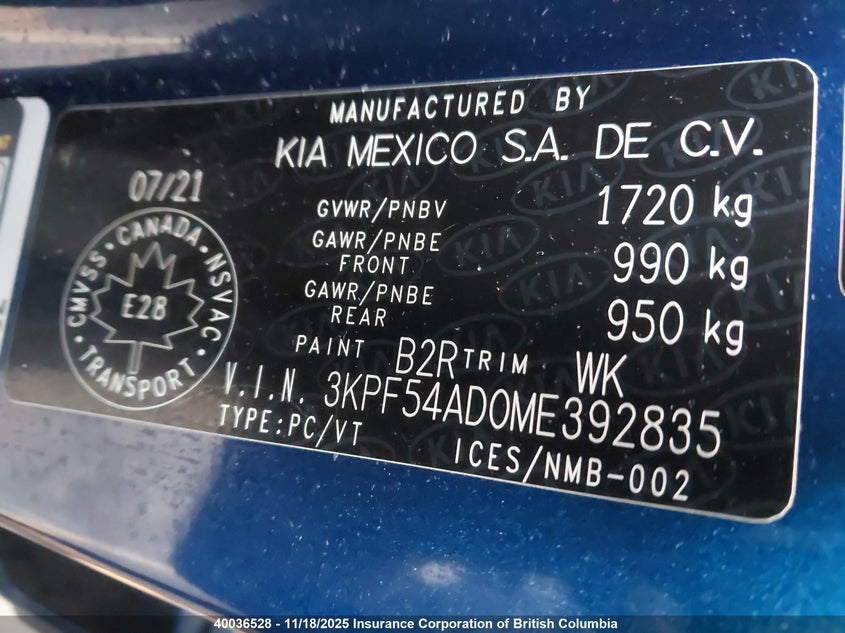 MANUFACTURED BY
KIA MEXICO S.A. DE C.V.
07/21
GVWR/PNBV 1720 kg
GAWR/PNBE FRONT 990 kg
GAWR/PNBE REAR 950 kg
PAINT B2R TRIM WK
V.I.N. 3KPF54AD0ME392835
TYPE:PC/VT ICES/NMB-002
CMVSS · CANADA · NSVAC · TRANSPORT ·
E28
40036528 - 11/18/2025 Insurance Corporation of British Columbia